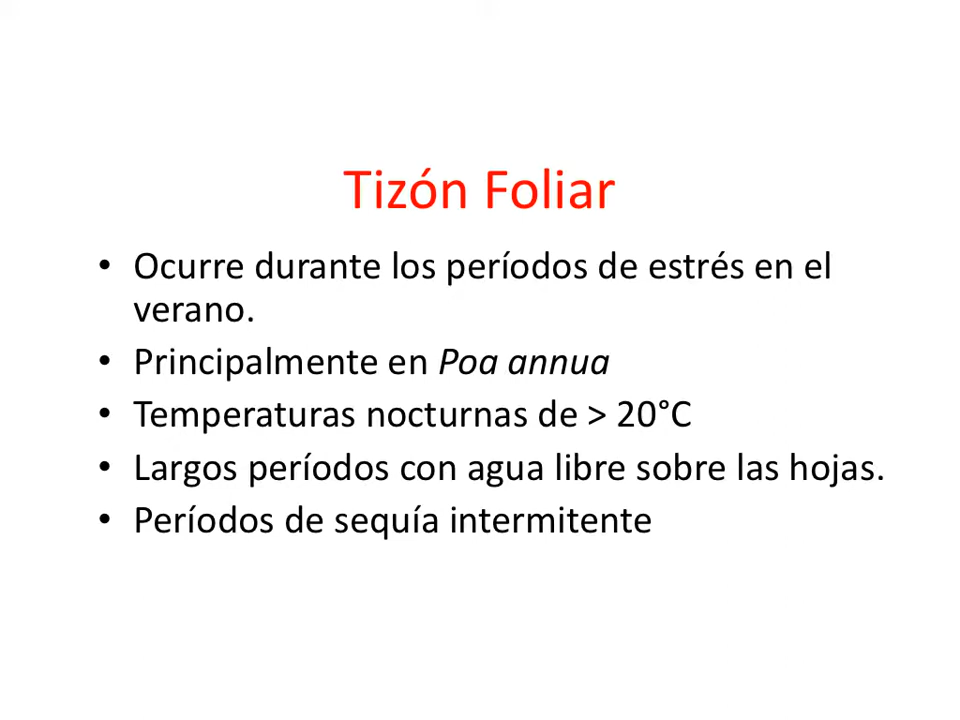 Tizón Foliar
• Ocurre durante los períodos de estrés en el
verano.
• Principalmente en Poa annua
• Temperaturas nocturnas de > 20°C
• Largos períodos con agua libre sobre las hojas.
• Períodos de sequía intermitente